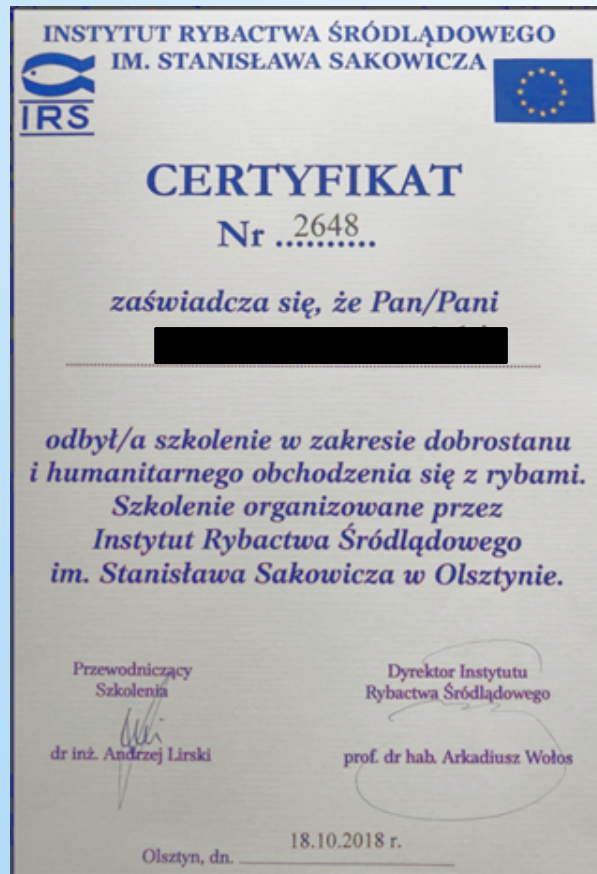 INSTYTUT RYBACTWA ŚRÓDLĄDOWEGO
IM. STANISŁAWA SAKOWICZA
IRS
CERTYFIKAT
Nr ..2648..
zaświadcza się, że Pan/Pani
odbył/a szkolenie w zakresie dobrostanu
i humanitarnego obchodzenia się z rybami.
Szkolenie organizowane przez
Instytut Rybactwa Śródlądowego
im. Stanisława Sakowicza w Olsztynie.
Przewodniczący
Szkolenia
dr inż. Andrzej Lirski
Dyrektor Instytutu
Rybactwa Śródlądowego
prof. dr hab. Arkadiusz Wołos
Olsztyn, dn. 18.10.2018 r.